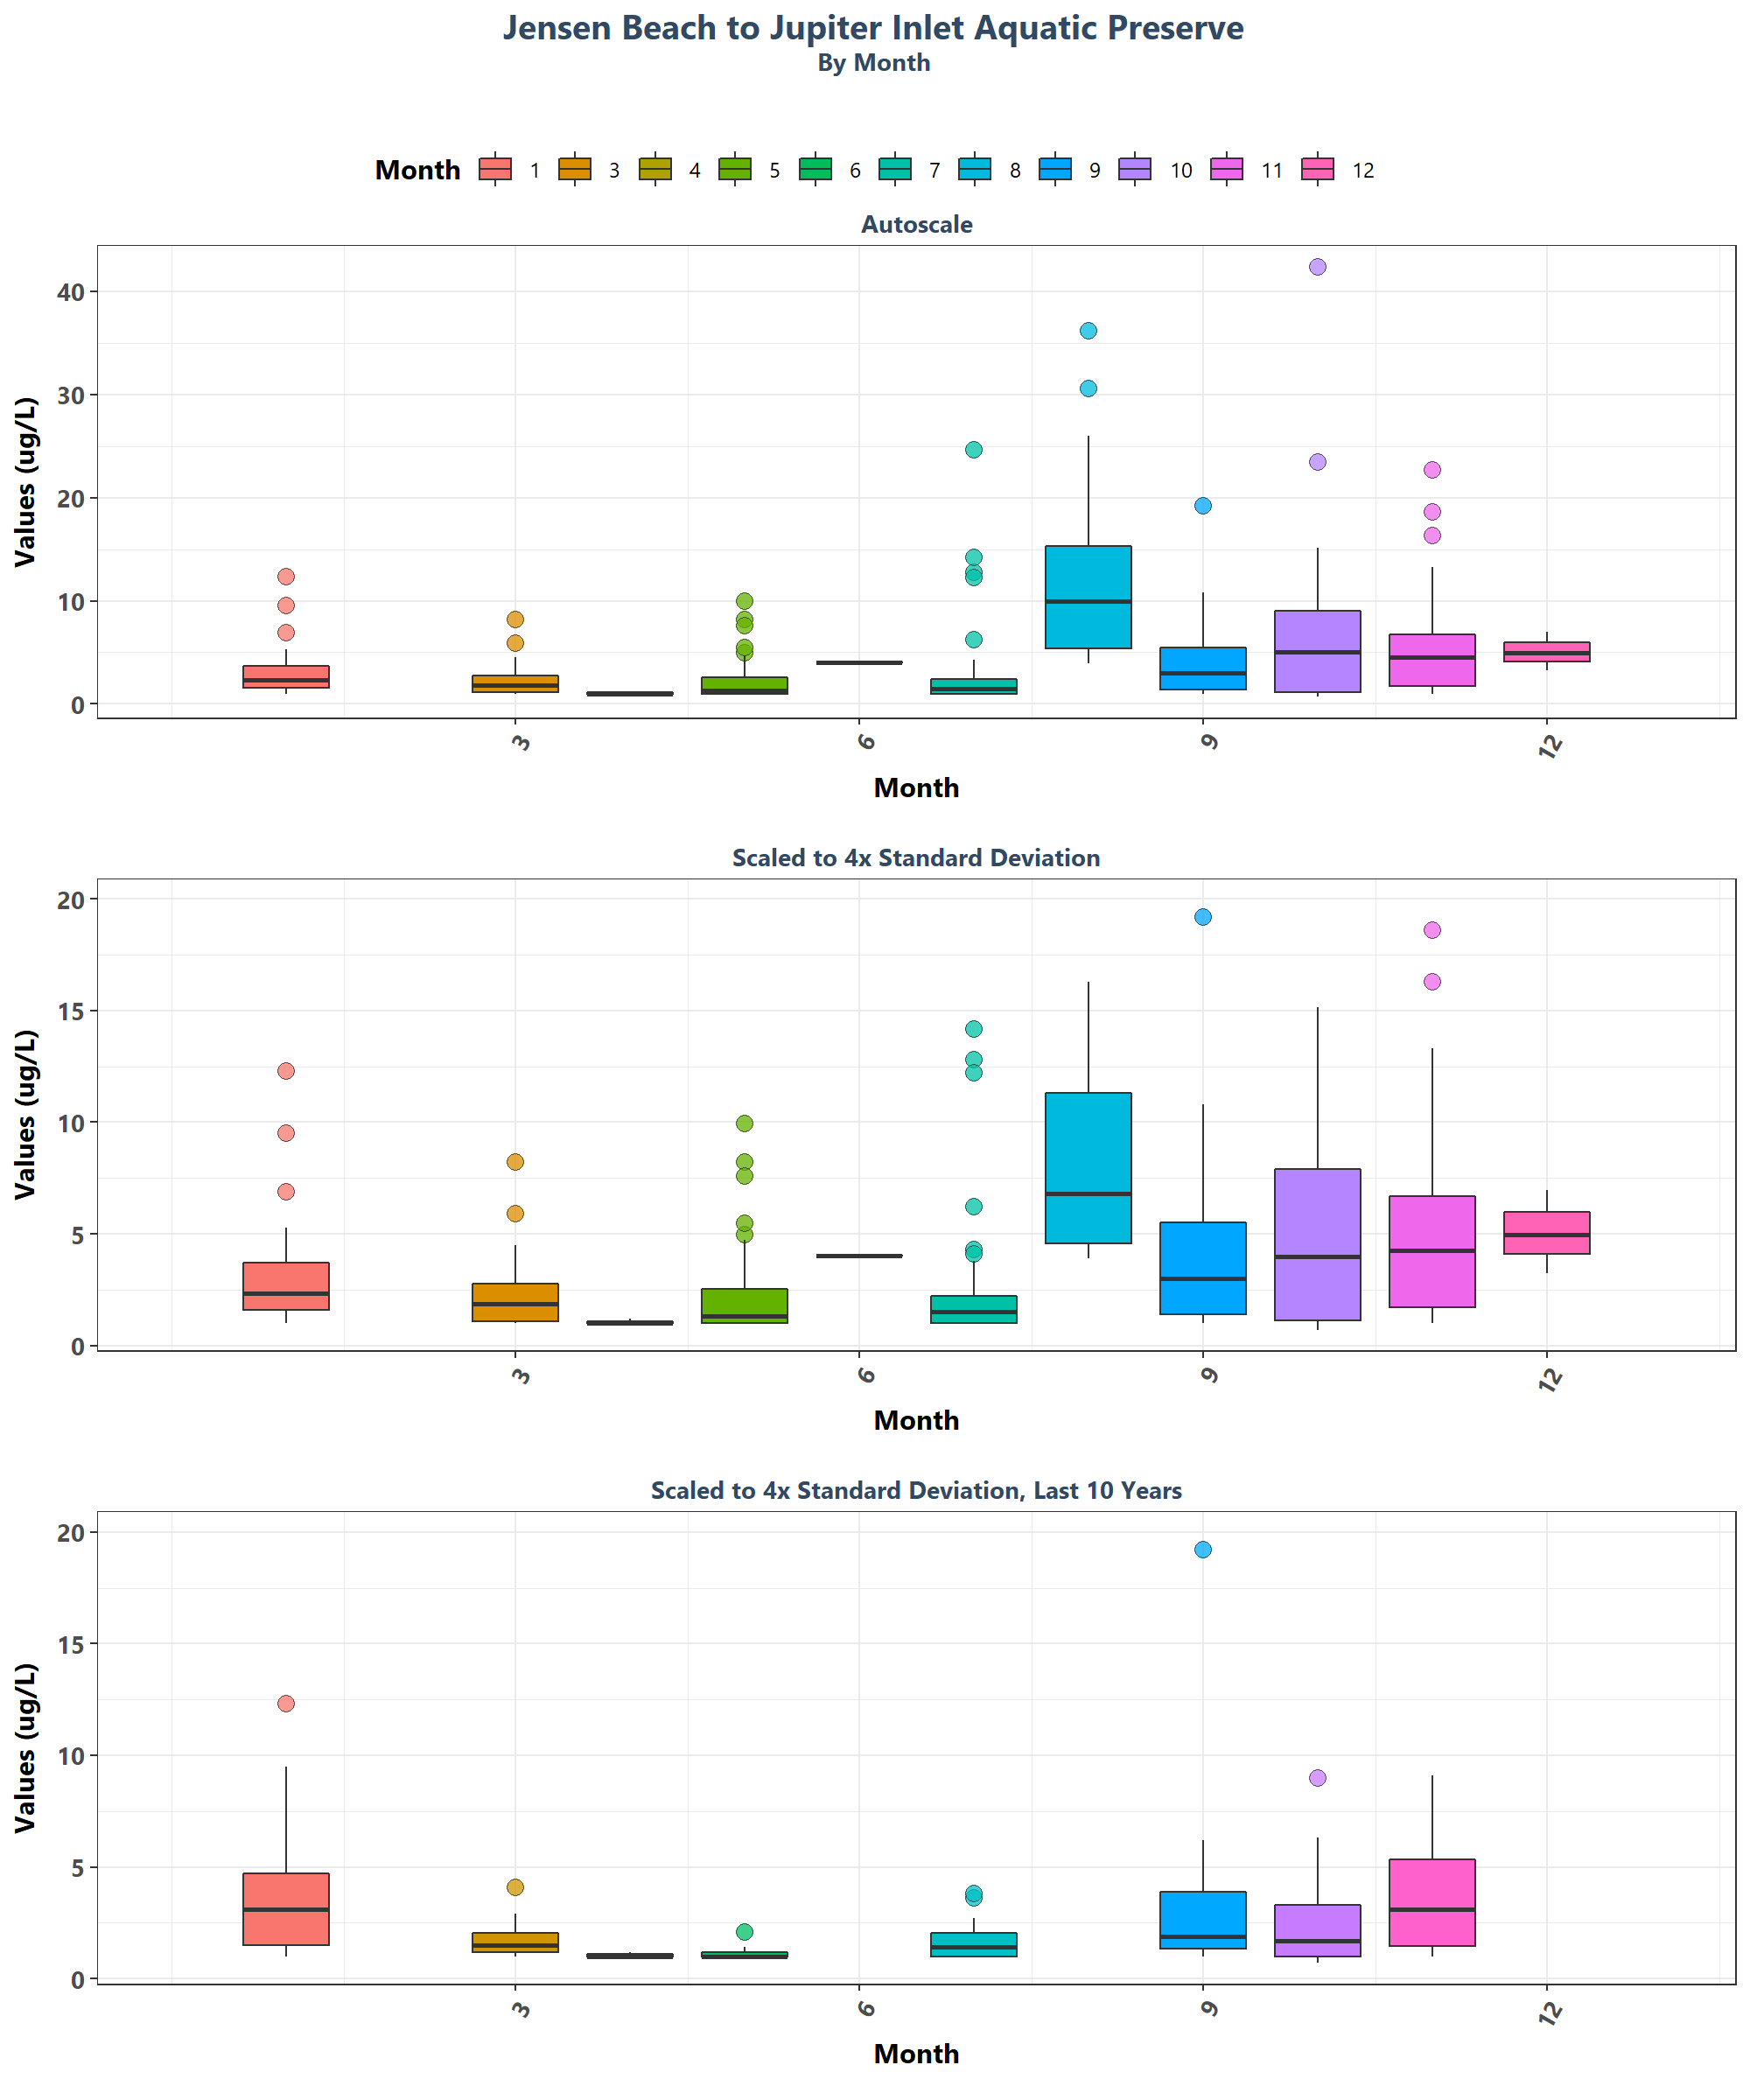 Jensen Beach to Jupiter Inlet Aquatic Preserve
By Month
Month 1 3 4 5 6 7 8 9 10 11 12
Autoscale
Values (ug/L)
40
30
20
10
0
3 6 9 12
Month
Scaled to 4x Standard Deviation
Values (ug/L)
20
15
10
5
0
3 6 9 12
Month
Scaled to 4x Standard Deviation, Last 10 Years
Values (ug/L)
20
15
10
5
0
3 6 9 12
Month